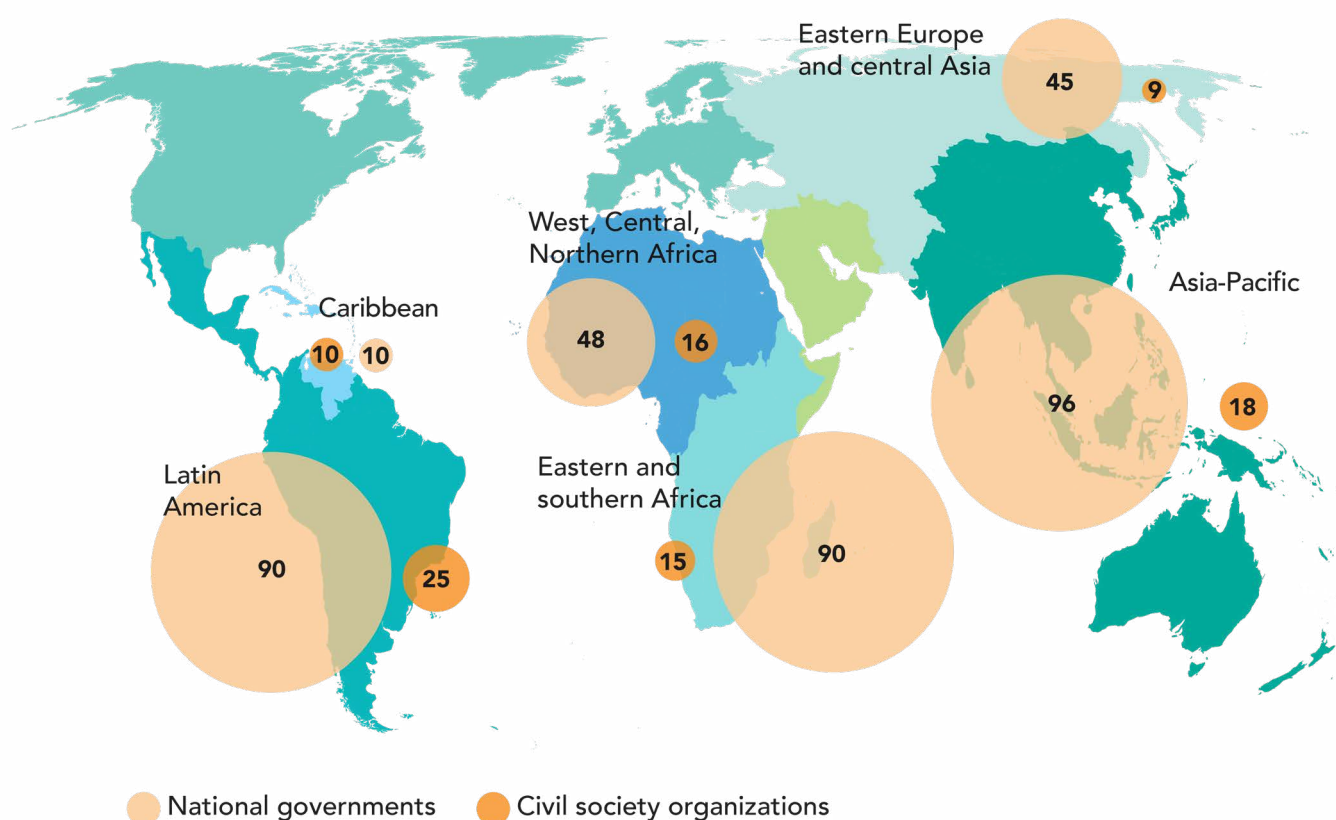 Eastern Europe
and central Asia
45
9
West, Central,
Northern Africa
48
16
Asia-Pacific
96
18
Caribbean
10
10
Latin
America
90
25
Eastern and
southern Africa
15
90
National governments
Civil society organizations